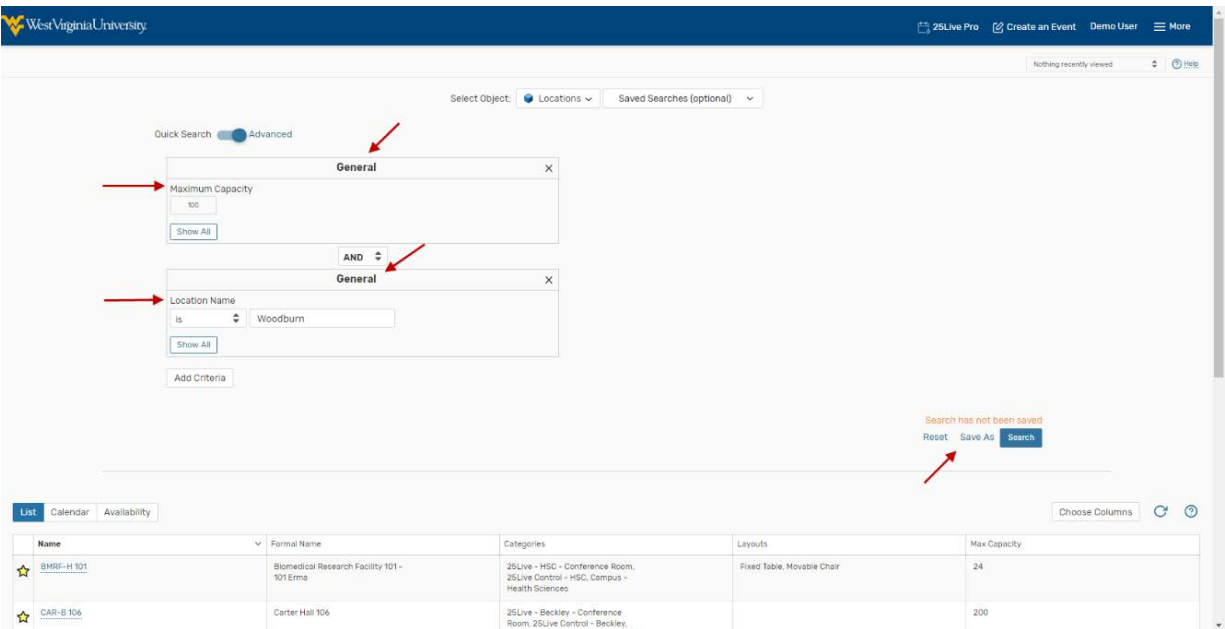 WestVirginiaUniversity.
25Live Pro Create an Event Demo User More
Nothing recently viewed Help
Select Object: Locations Saved Searches (optional)
Quick Search Advanced
General X
Maximum Capacity
100
Show All
AND
General X
Location Name
is Woodburn
Show All
Add Criteria
Search has not been saved
Reset Save As Search
List Calendar Availability Choose Columns
Name Formal Name Categories Layouts Max Capacity
BMRF-H 101 Biomedical Research Facility 101 - 25Live - HSC - Conference Room, Fixed Table, Movable Chair 24
101 Erma 25Live Control - HSC, Campus -
Health Sciences
CAR-B 106 Carter Hall 106 25Live - Beckley - Conference 200
Room, 25Live Control - Beckley,